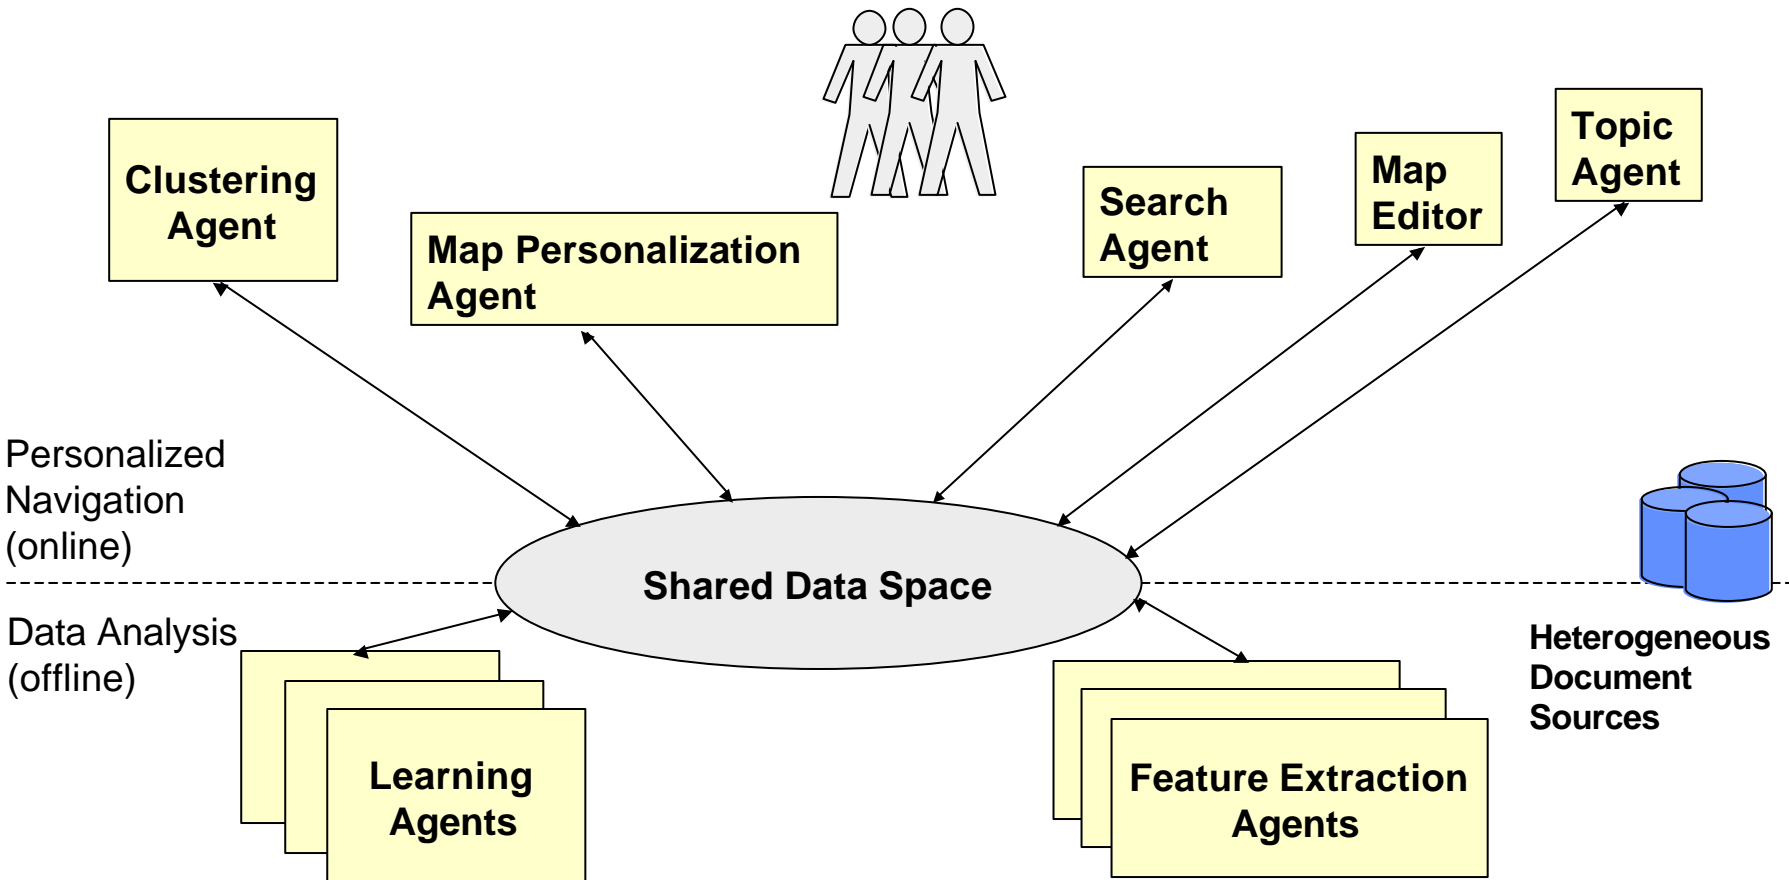 Clustering
Agent
Map Personalization
Agent
Search
Agent
Map
Editor
Topic
Agent
Personalized
Navigation
(online)
Shared Data Space
Data Analysis
(offline)
Heterogeneous
Document
Sources
Learning
Agents
Feature Extraction
Agents